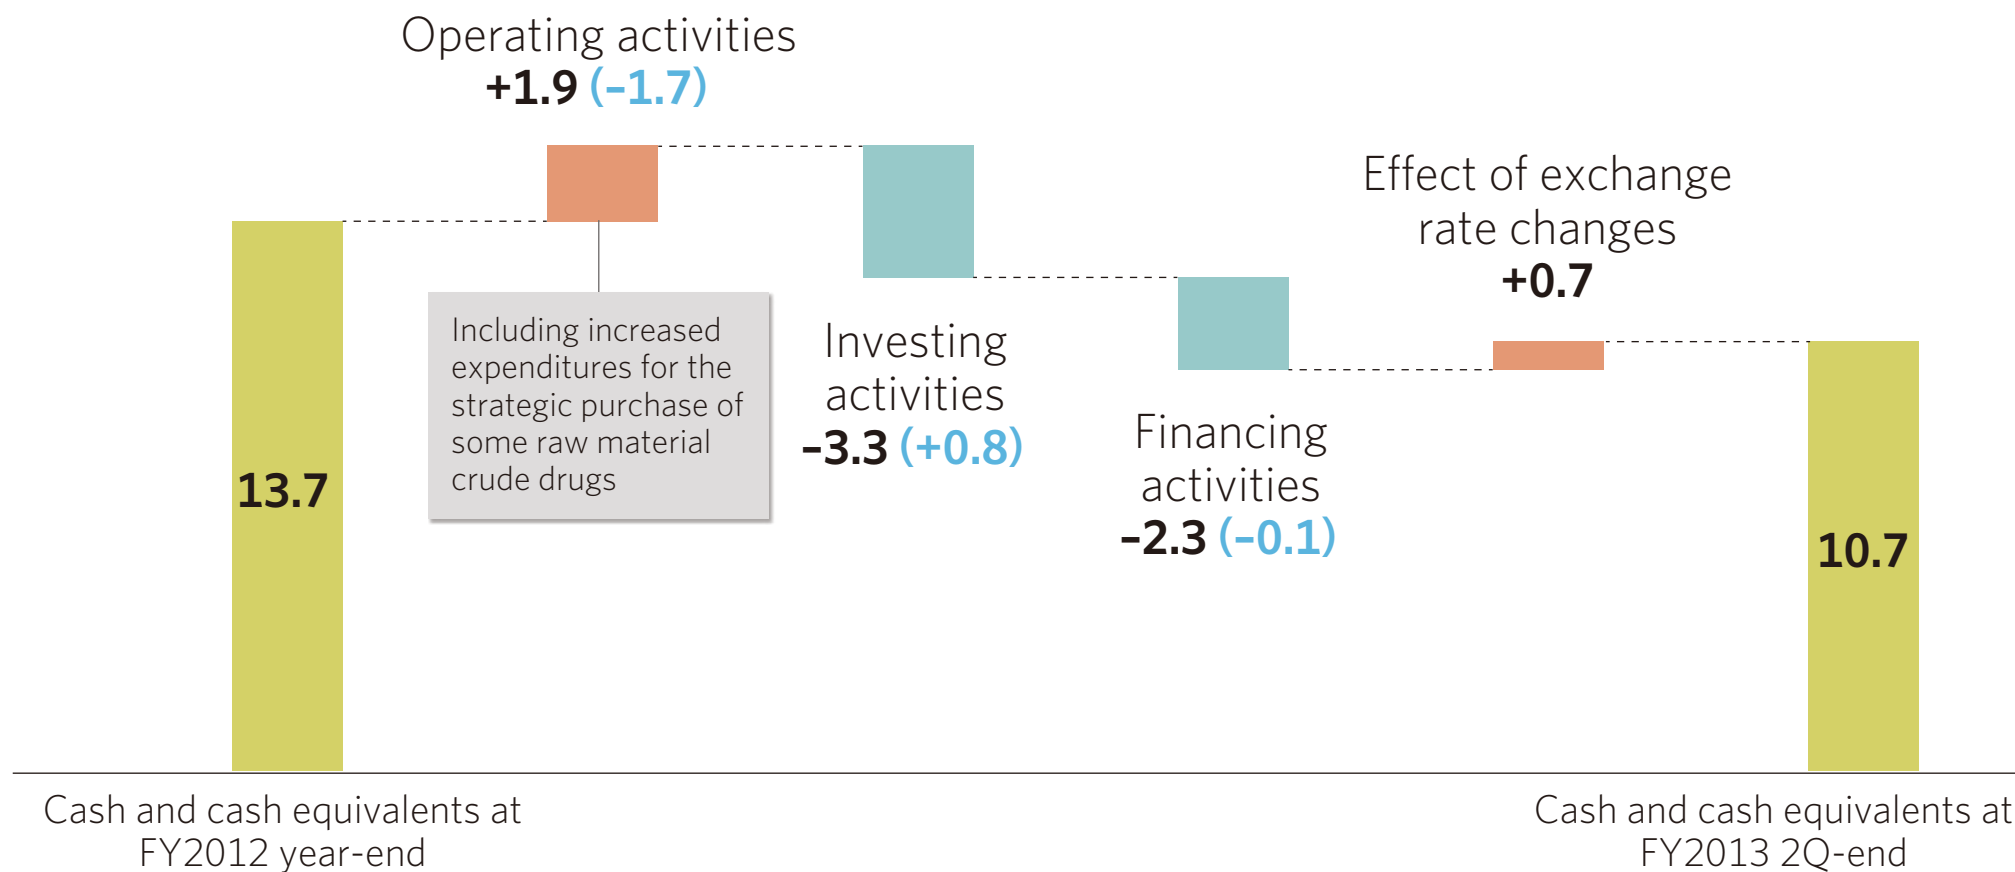 Operating activities
+1.9 (–1.7)
Effect of exchange
rate changes
+0.7
Including increased
expenditures for the
strategic purchase of
some raw material
crude drugs
Investing
activities
–3.3 (+0.8)
Financing
activities
–2.3 (–0.1)
13.7
10.7
Cash and cash equivalents at
FY2012 year-end
Cash and cash equivalents at
FY2013 2Q-end